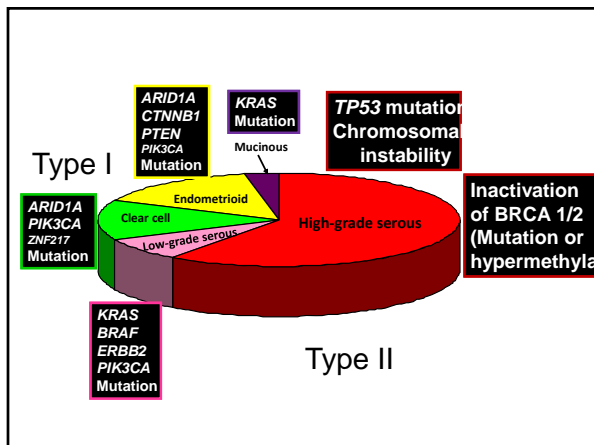 ARID1A
CTNNB1
PTEN
PIK3CA
Mutation
KRAS
Mutation
Mucinous
TP53 mutation
Chromosomal
instability
Type I
Endometrioid
ARID1A
PIK3CA
ZNF217
Mutation
Clear cell
Low-grade serous
High-grade serous
Inactivation
of BRCA 1/2
(Mutation or
hypermethyla
KRAS
BRAF
ERBB2
PIK3CA
Mutation
Type II